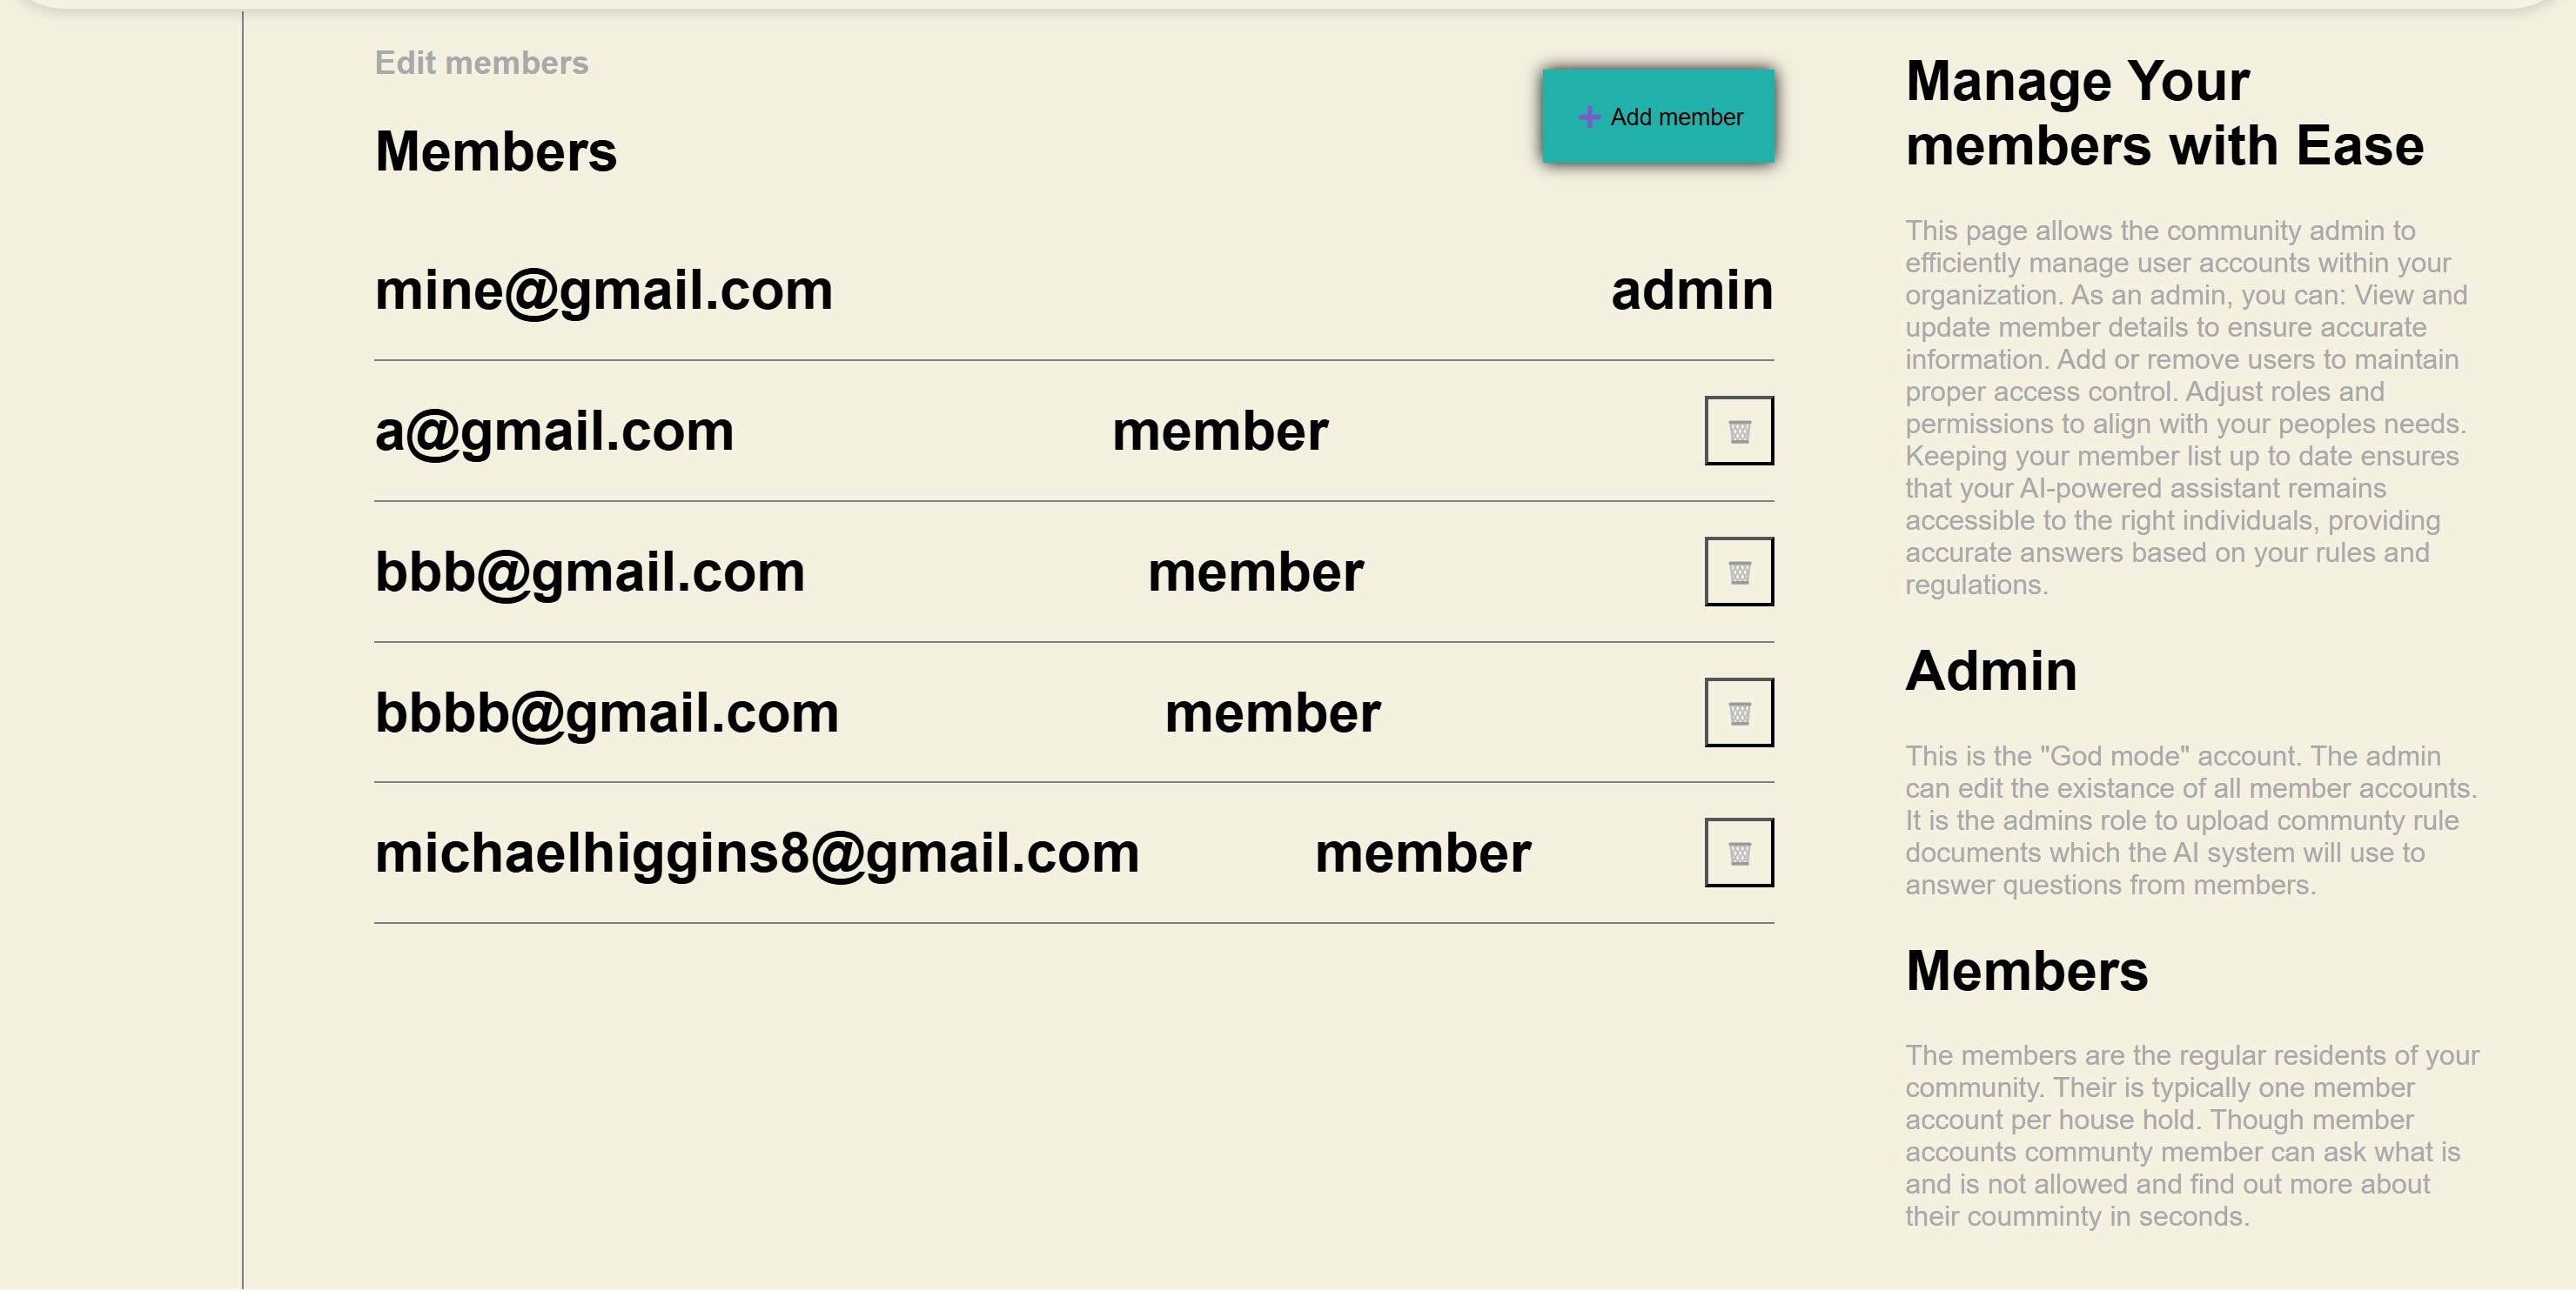 Edit members
Members
Add member
mine@gmail.com admin
a@gmail.com member
bbb@gmail.com member
bbbb@gmail.com member
michaelhiggins8@gmail.com member
Manage Your
members with Ease
This page allows the community admin to
efficiently manage user accounts within your
organization. As an admin, you can: View and
update member details to ensure accurate
information. Add or remove users to maintain
proper access control. Adjust roles and
permissions to align with your peoples needs.
Keeping your member list up to date ensures
that your AI-powered assistant remains
accessible to the right individuals, providing
accurate answers based on your rules and
regulations.
Admin
This is the "God mode" account. The admin
can edit the existance of all member accounts.
It is the admins role to upload communty rule
documents which the AI system will use to
answer questions from members.
Members
The members are the regular residents of your
community. Their is typically one member
account per house hold. Though member
accounts communty member can ask what is
and is not allowed and find out more about
their coumminty in seconds.